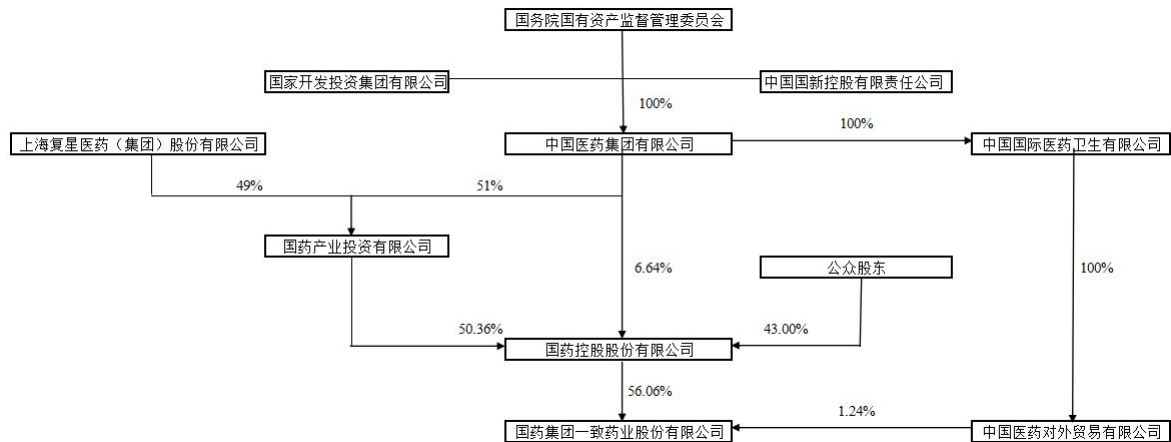 国务院国有资产监督管理委员会
国家开发投资集团有限公司
中国国新控股有限责任公司
100%
上海复星医药（集团）股份有限公司
中国医药集团有限公司
100%
中国国际医药卫生有限公司
49%
51%
国药产业投资有限公司
6.64%
公众股东
100%
50.36%
43.00%
国药控股股份有限公司
56.06%
1.24%
国药集团一致药业股份有限公司
中国医药对外贸易有限公司